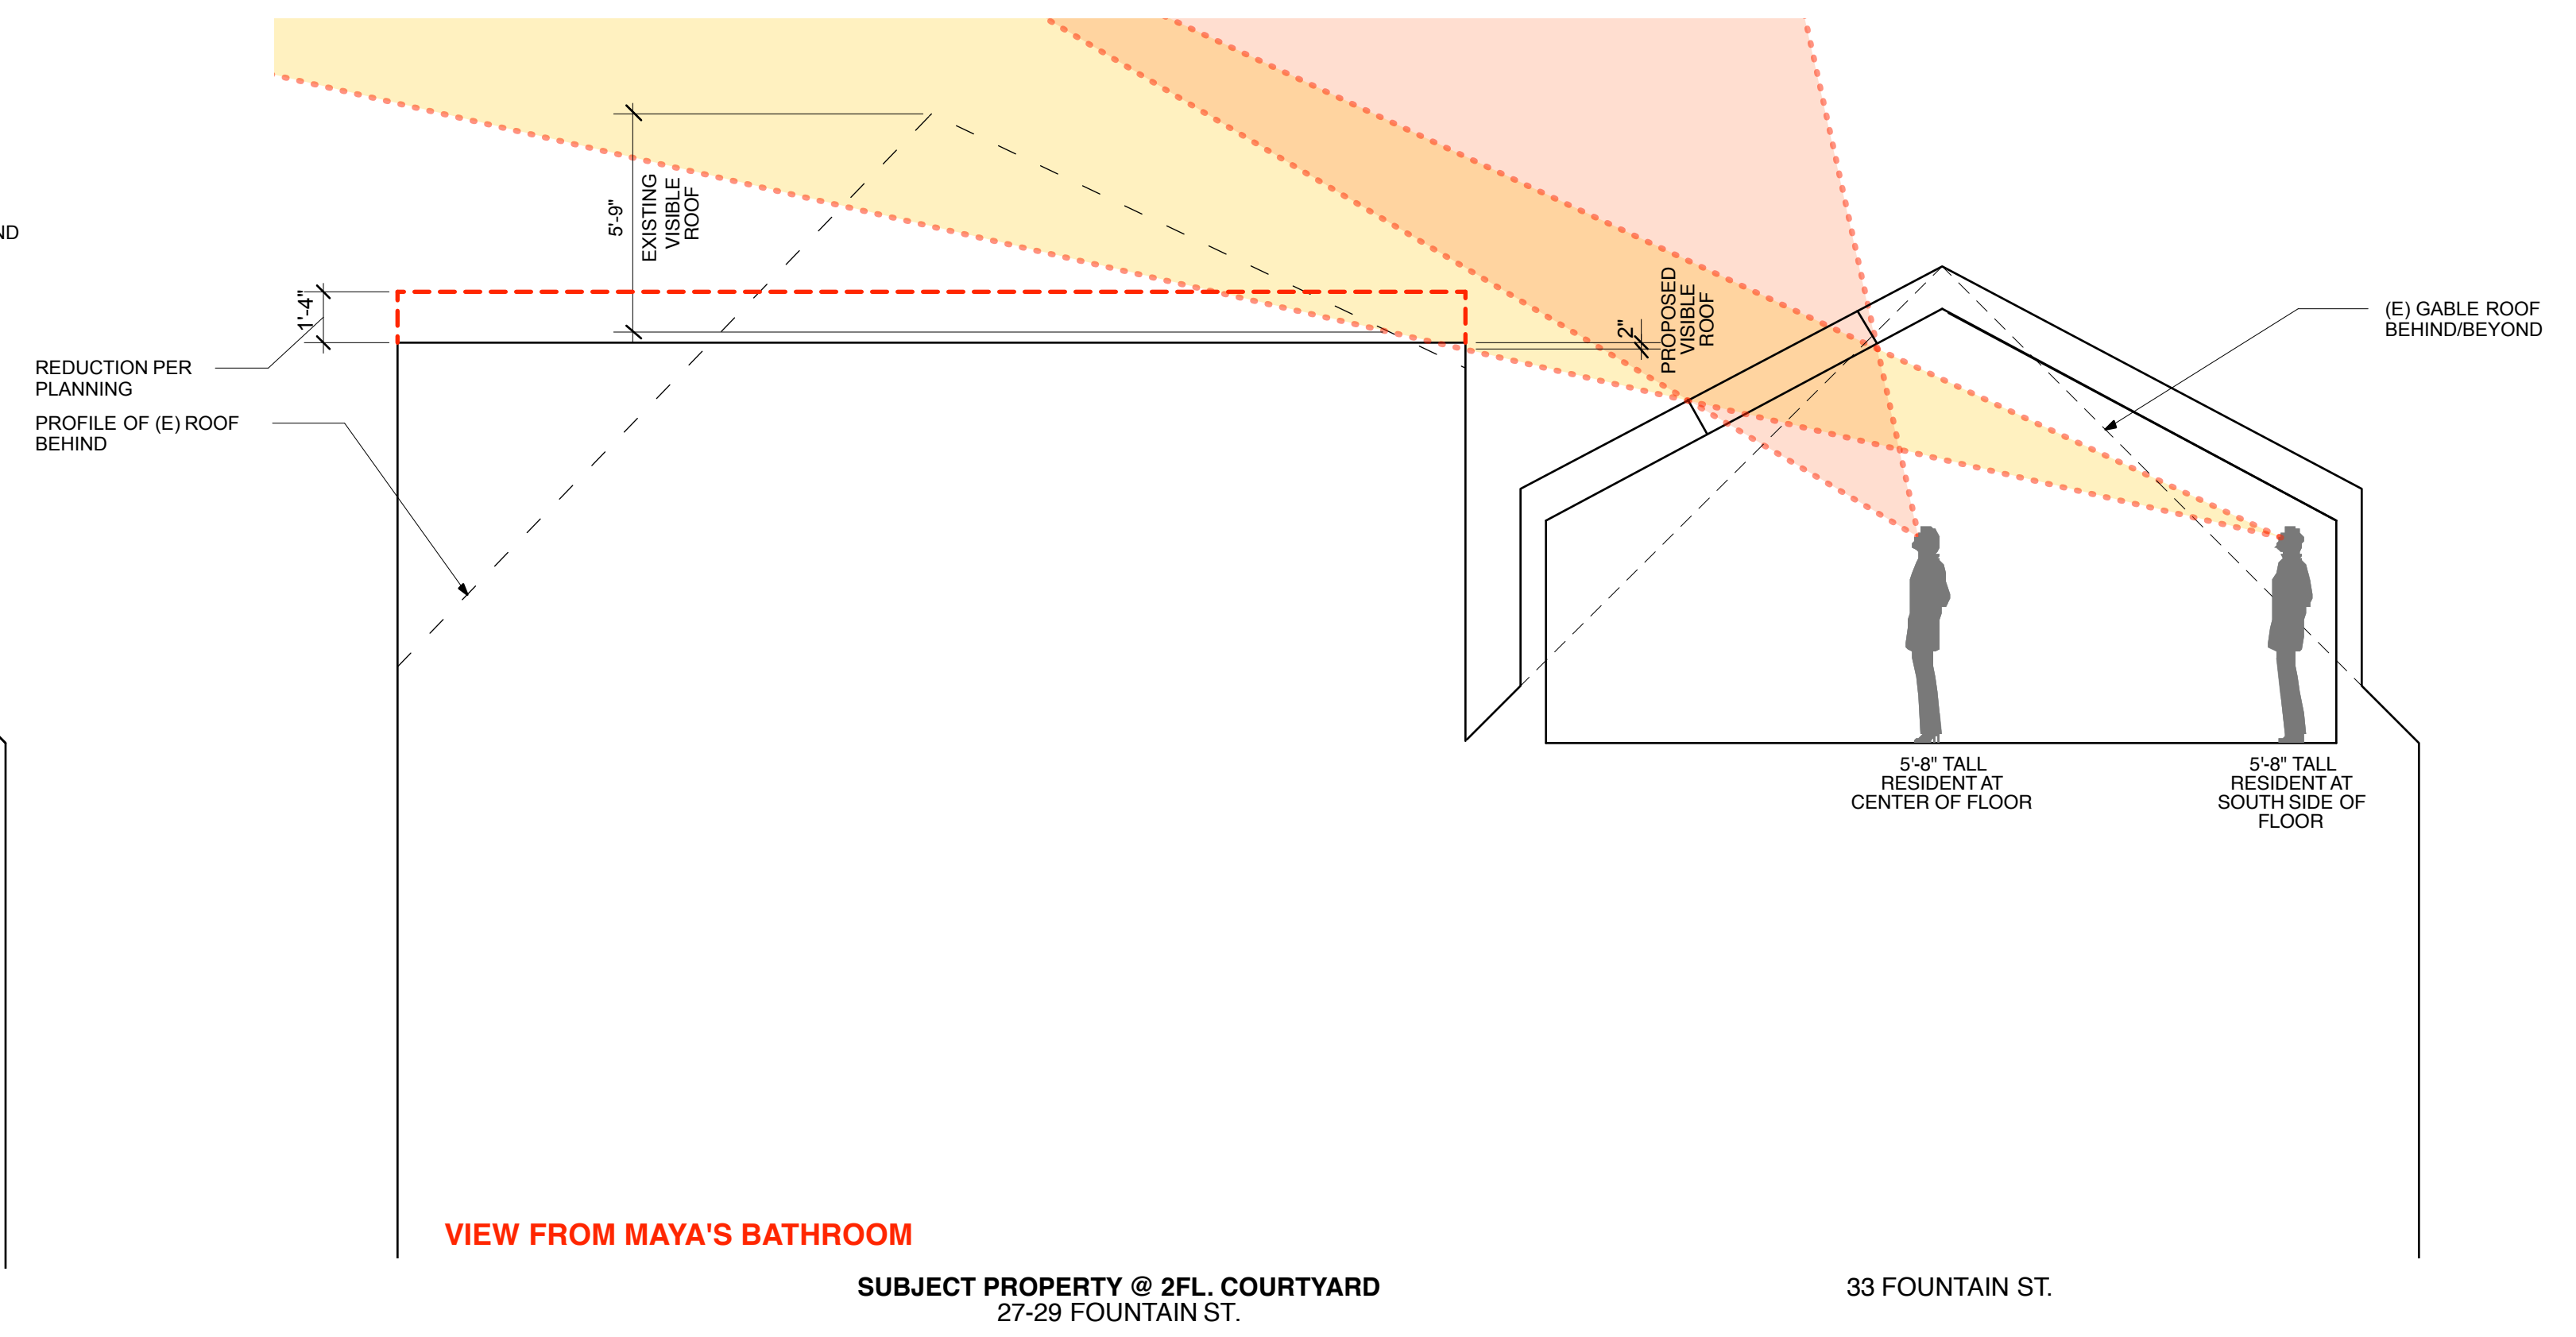 ND
5'-9"
EXISTING
VISIBLE
ROOF
1'-4"
REDUCTION PER
PLANNING
PROFILE OF (E) ROOF
BEHIND
2"
PROPOSED
VISIBLE
ROOF
(E) GABLE ROOF
BEHIND/BEYOND
5'-8" TALL
RESIDENT AT
CENTER OF FLOOR
5'-8" TALL
RESIDENT AT
SOUTH SIDE OF
FLOOR
VIEW FROM MAYA'S BATHROOM
SUBJECT PROPERTY @ 2FL. COURTYARD
27-29 FOUNTAIN ST.
33 FOUNTAIN ST.